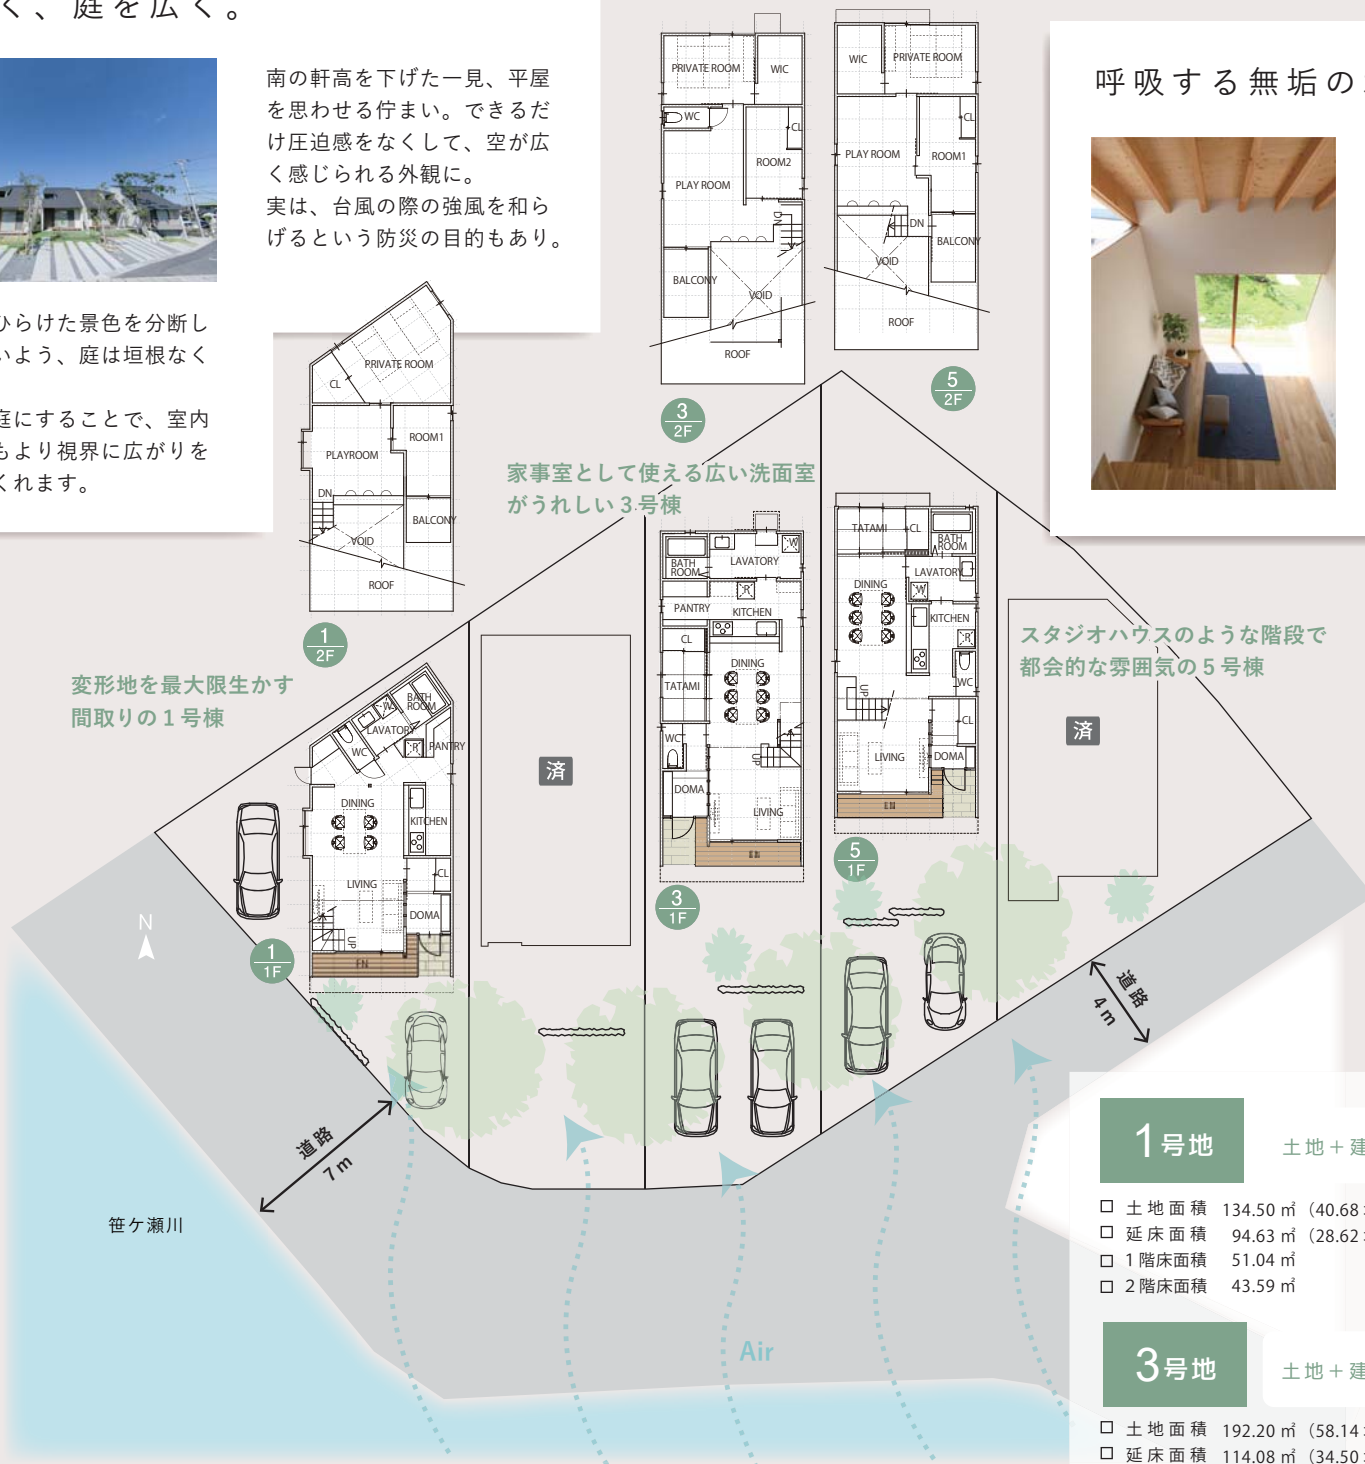 く、庭を広く。
南の軒高を下げた一見、平屋
を思わせる佇まい。できるだ
け圧迫感をなくして、空が広
く感じられる外観に。
実は、台風の際の強風を和ら
げるという防災の目的もあり。
ひらけた景色を分断し
いよう、庭は垣根なく
庭にすることで、室内
もより視界に広がりを
くれます。
呼吸する無垢の
PRIVATE ROOM
WIC
WC
CL
ROOM2
PLAY ROOM
DN
BALCONY
VOID
ROOF
3
2F
WIC
PRIVATE ROOM
CL
PLAY ROOM
ROOM1
DN
BALCONY
VOID
ROOF
5
2F
PRIVATE ROOM
CL
ROOM1
PLAYROOM
DN
BALCONY
VOID
ROOF
1
2F
家事室として使える広い洗面室
がうれしい3号棟
変形地を最大限生かす
間取りの1号棟
スタジオハウスのような階段で
都会的な雰囲気の5号棟
BATH
ROOM
W
LAVATORY
WC
R
PANTRY
DINING
KITCHEN
CL
LIVING
DOMA
UP
EN
1
1F
済
BATH
ROOM
LAVATORY
W
R
PANTRY
KITCHEN
CL
DINING
TATAMI
WC
UP
DOMA
LIVING
EN
3
1F
TATAMI
CL
BATH
ROOM
LAVATORY
DINING
W
KITCHEN
R
WC
UP
CL
LIVING
DOMA
EN
5
1F
済
N
道路
7m
道路
4m
笹ケ瀬川
Air
1号地
土地＋建
□ 土地面積 134.50㎡（40.68
□ 延床面積 94.63㎡（28.62
□ 1階床面積 51.04㎡
□ 2階床面積 43.59㎡
3号地
土地＋建
□ 土地面積 192.20㎡（58.14
□ 延床面積 114.08㎡（34.50